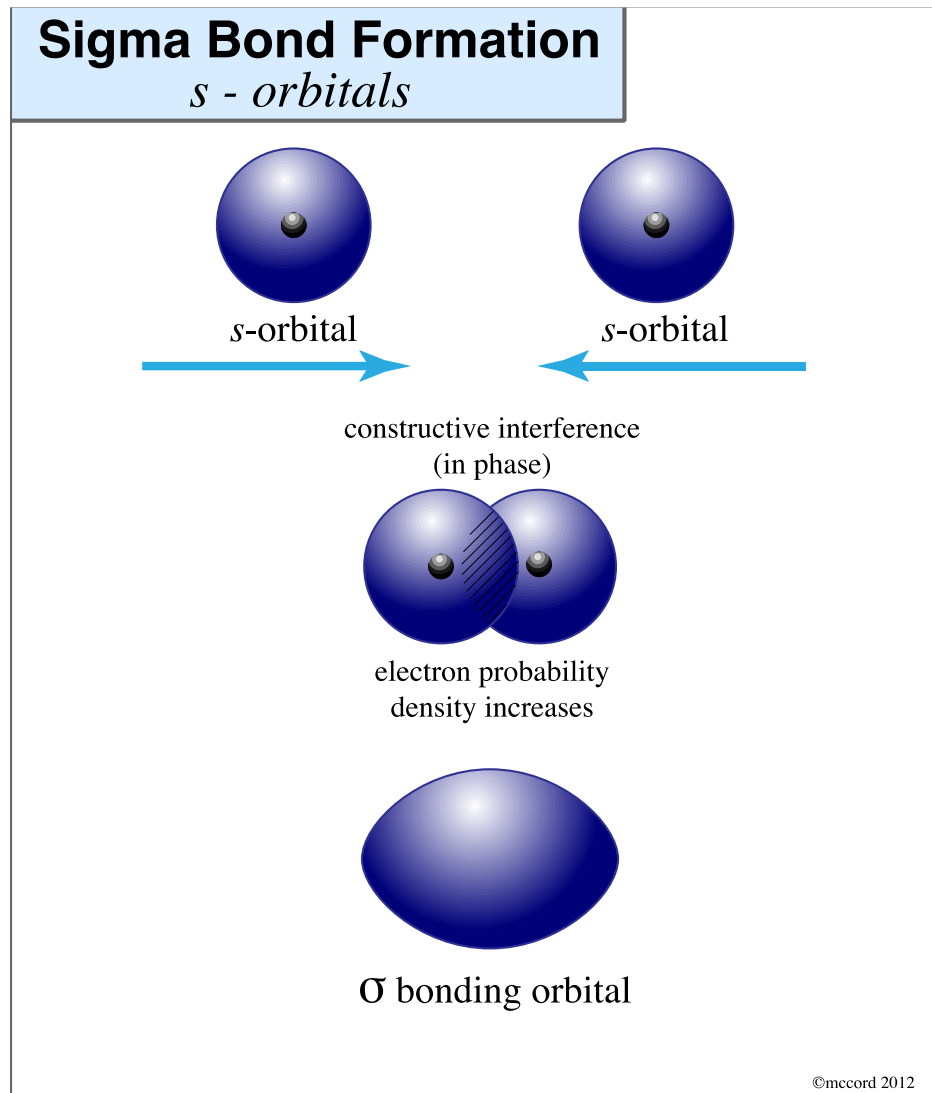 Sigma Bond Formation
s - orbitals
s-orbital
s-orbital
constructive interference
(in phase)
electron probability
density increases
σ bonding orbital
©mccord 2012